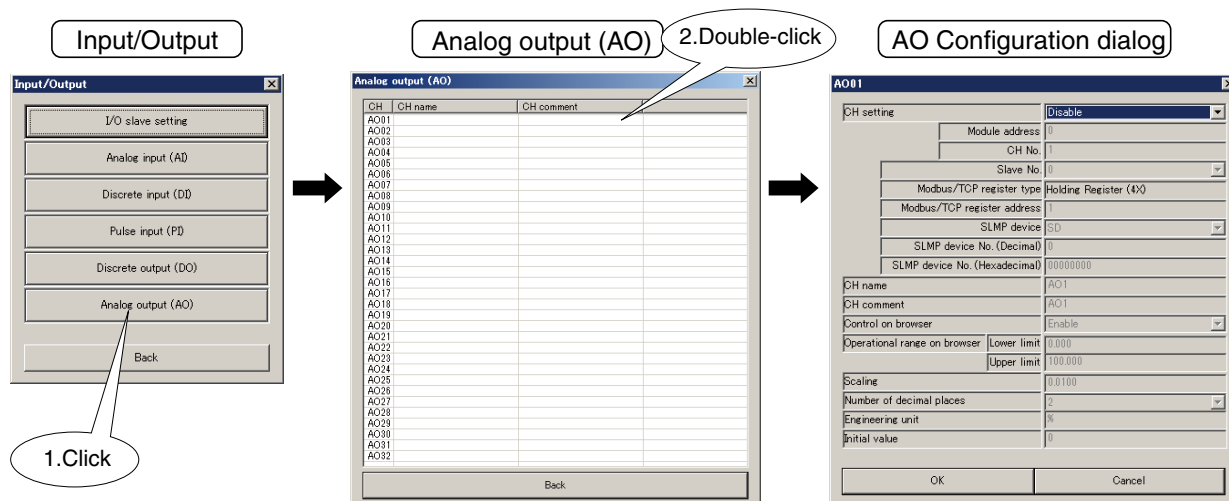 Input/Output
Analog output (AO)
2.Double-click
AO Configuration dialog
Input/Output
I/O slave setting
Analog input (AI)
Discrete input (DI)
Pulse input (PI)
Discrete output (DO)
Analog output (AO)
Back
1.Click
Analog output (AO)
CH CH name CH comment
AO01
AO02
AO03
AO04
AO05
AO06
AO07
AO08
AO09
AO10
AO11
AO12
AO13
AO14
AO15
AO16
AO17
AO18
AO19
AO20
AO21
AO22
AO23
AO24
AO25
AO26
AO27
AO28
AO29
AO30
AO31
AO32
Back
AO01
CH setting Disable
Module address 0
CH No. 1
Slave No. 0
Modbus/TCP register type Holding Register (4X)
Modbus/TCP register address 1
SLMP device SD
SLMP device No. (Decimal) 0
SLMP device No. (Hexadecimal) 00000000
CH name AO1
CH comment AO1
Control on browser Enable
Operational range on browser Lower limit 0.000
Upper limit 100.000
Scaling 0.0100
Number of decimal places 2
Engineering unit %
Initial value 0
OK Cancel